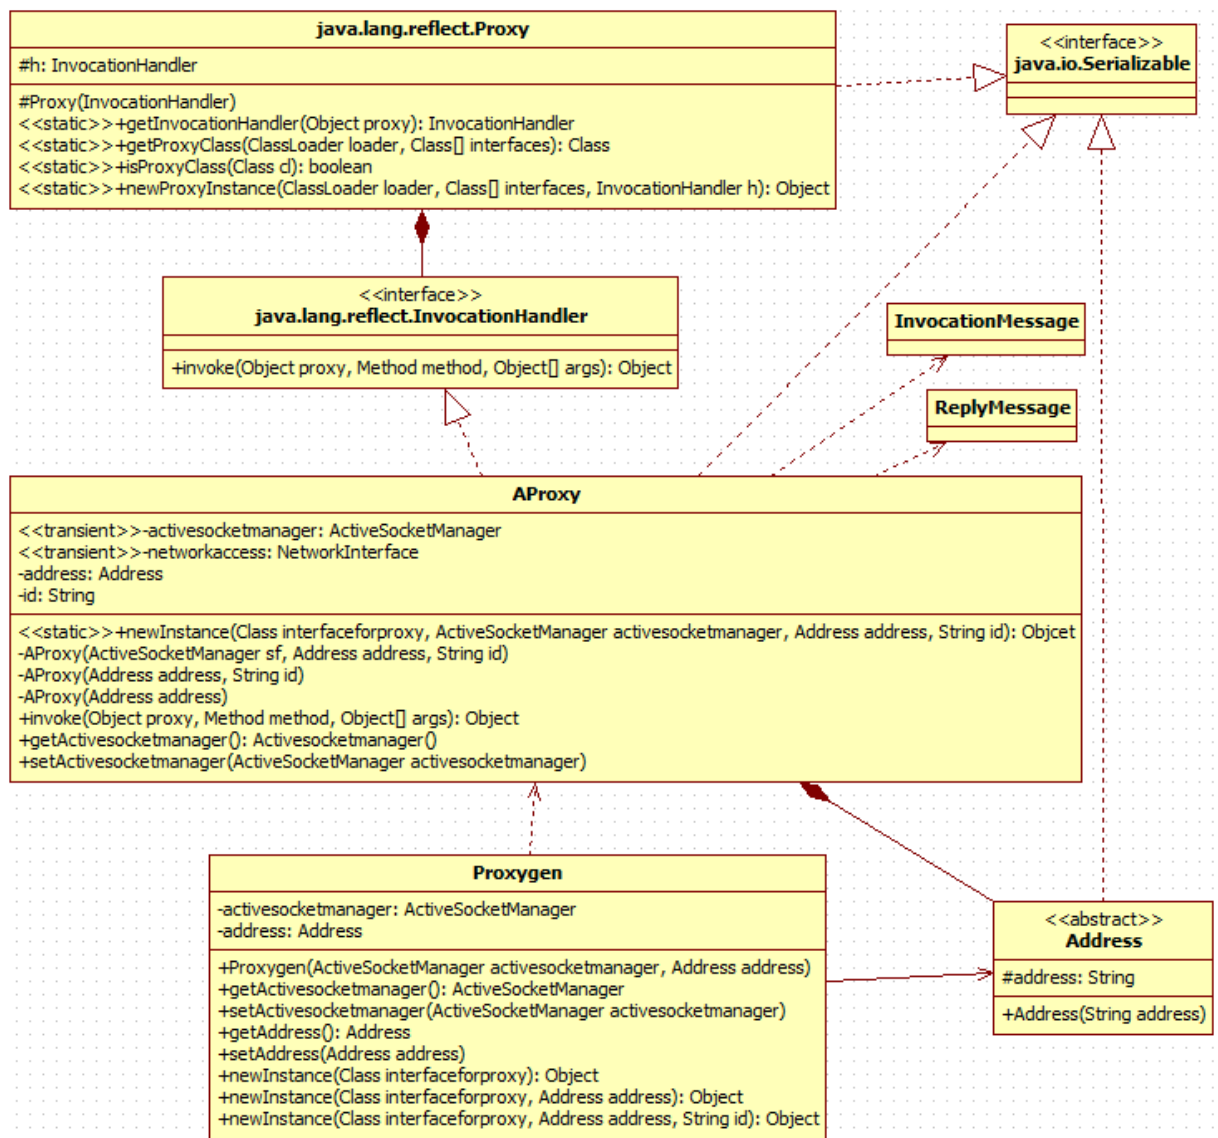 java.lang.reflect.Proxy
#h: InvocationHandler
#Proxy(InvocationHandler)
<<static>>+getInvocationHandler(Object proxy): InvocationHandler
<<static>>+getProxyClass(ClassLoader loader, Class[] interfaces): Class
<<static>>+isProxyClass(Class cl): boolean
<<static>>+newProxyInstance(ClassLoader loader, Class[] interfaces, InvocationHandler h): Object
<<interface>>
java.io.Serializable
<<interface>>
java.lang.reflect.InvocationHandler
+invoke(Object proxy, Method method, Object[] args): Object
InvocationMessage
ReplyMessage
AProxy
<<transient>>-activesocketmanager: ActiveSocketManager
<<transient>>-networkaccess: NetworkInterface
-address: Address
-id: String
<<static>>+newInstance(Class interfaceforproxy, ActiveSocketManager activesocketmanager, Address address, String id): Objcet
-AProxy(ActiveSocketManager sf, Address address, String id)
-AProxy(Address address, String id)
-AProxy(Address address)
+invoke(Object proxy, Method method, Object[] args): Object
+getActivesocketmanager(): Activesocketmanager()
+setActivesocketmanager(ActiveSocketManager activesocketmanager)
Proxygen
-activesocketmanager: ActiveSocketManager
-address: Address
+Proxygen(ActiveSocketManager activesocketmanager, Address address)
+getActivesocketmanager(): ActiveSocketManager
+setActivesocketmanager(ActiveSocketManager activesocketmanager)
+getAddress(): Address
+setAddress(Address address)
+newInstance(Class interfaceforproxy): Object
+newInstance(Class interfaceforproxy, Address address): Object
+newInstance(Class interfaceforproxy, Address address, String id): Object
<<abstract>>
Address
#address: String
+Address(String address)